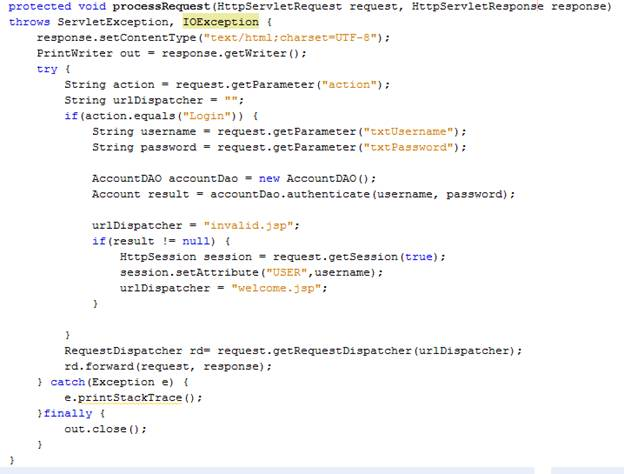 protected void processRequest(HttpServletRequest request, HttpServletResponse response)
throws ServletException, IOException {
    response.setContentType("text/html;charset=UTF-8");
    PrintWriter out = response.getWriter();
    try {
        String action = request.getParameter("action");
        String urlDispatcher = "";
        if(action.equals("Login")) {
            String username = request.getParameter("txtUsername");
            String password = request.getParameter("txtPassword");

            AccountDAO accountDao = new AccountDAO();
            Account result = accountDao.authenticate(username, password);

            urlDispatcher = "invalid.jsp";
            if(result != null) {
                HttpSession session = request.getSession(true);
                session.setAttribute("USER",username);
                urlDispatcher = "welcome.jsp";
            }

        }
        RequestDispatcher rd= request.getRequestDispatcher(urlDispatcher);
        rd.forward(request, response);
    } catch(Exception e) {
        e.printStackTrace();
    }finally {
        out.close();
    }
}